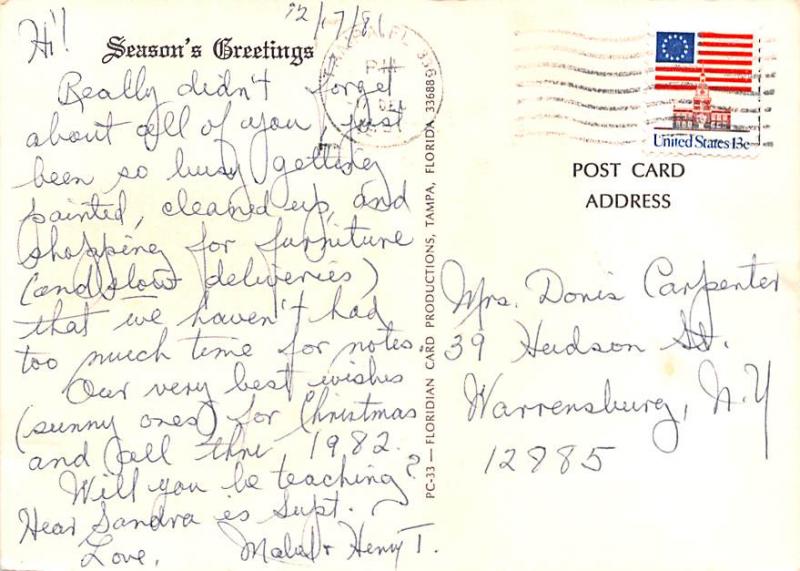 12/17/81
Hi!
Season's Greetings
Really didn't forget
about all of you, just
been so busy getting
painted, cleaned up, and
shopping for furniture
(and slow deliveries)
that we haven't had
too much time for notes.
Our very best wishes
(sunny ones) for Christmas
and all thru 1982.
Will you be teaching?
Hear Sandra is Supt.
Love,
Mabel + Henry T.
PM
DEC
PC-33 — FLORIDIAN CARD PRODUCTIONS, TAMPA, FLORIDA 33688
United States 13c
POST CARD
ADDRESS
Mrs. Doris Carpenter
39 Hudson St.
Warrensburg, N.Y
12885